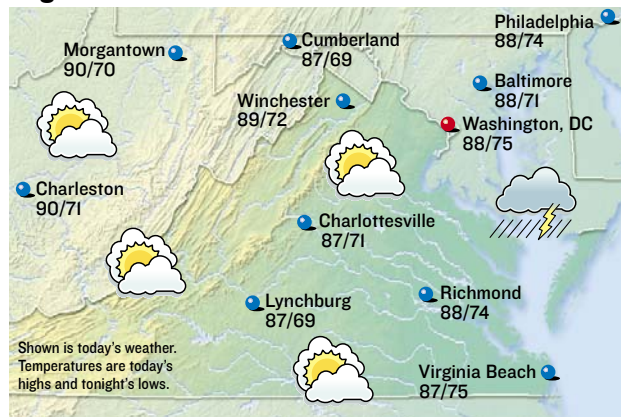 Philadelphia
88/74
Cumberland
87/69
Morgantown
90/70
Baltimore
88/71
Winchester
89/72
Washington, DC
88/75
Charleston
90/71
Charlottesville
87/71
Lynchburg
87/69
Richmond
88/74
Shown is today's weather.
Temperatures are today's
highs and tonight's lows.
Virginia Beach
87/75